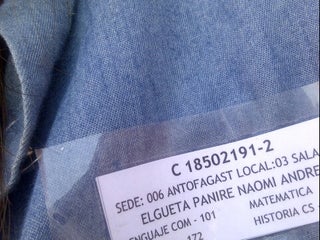 C 18502191-2
SEDE: 006 ANTOFAGAST LOCAL:03 SALA
ELGUETA PANIRE NAOMI ANDRE
ENGUAJE COM - 101 MATEMATICA
172 HISTORIA CS